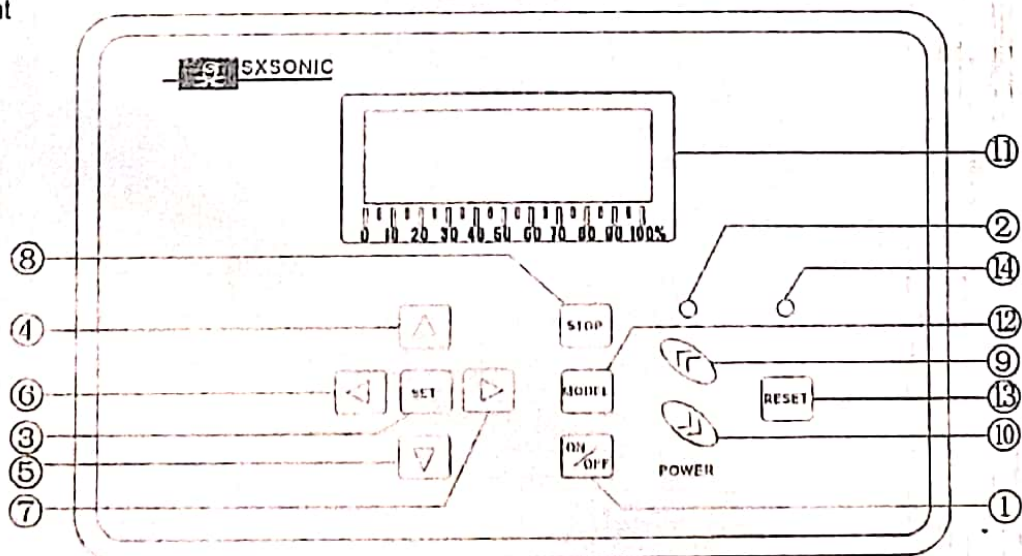 SXSONIC
0 10 20 30 40 50 60 70 80 90 100%
⑪
②
⑧
⑭
④
STOP
⑫
⑨
⑥
SET
MODEL
RESET
⑬
③
⑩
⑤
ON/OFF
POWER
⑦
①